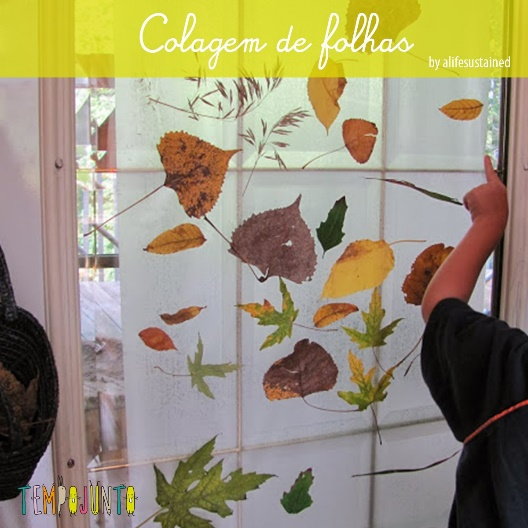 Colagem de folhas
by alifesustained
TEMPOJUNTO